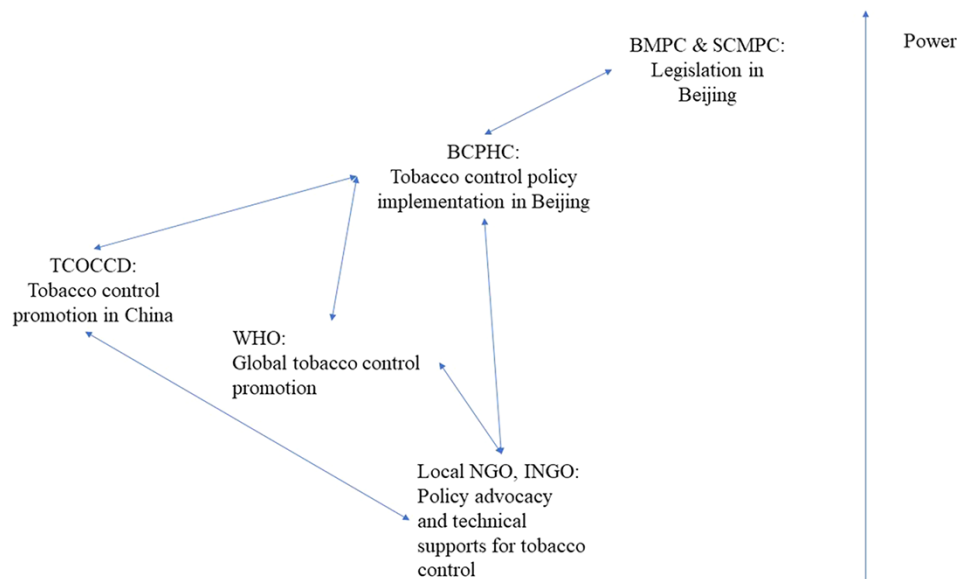 BMPC & SCMPC:
Legislation in
Beijing
Power
BCPHC:
Tobacco control policy
implementation in Beijing
TCOCCD:
Tobacco control
promotion in China
WHO:
Global tobacco control
promotion
Local NGO, INGO:
Policy advocacy
and technical
supports for tobacco
control